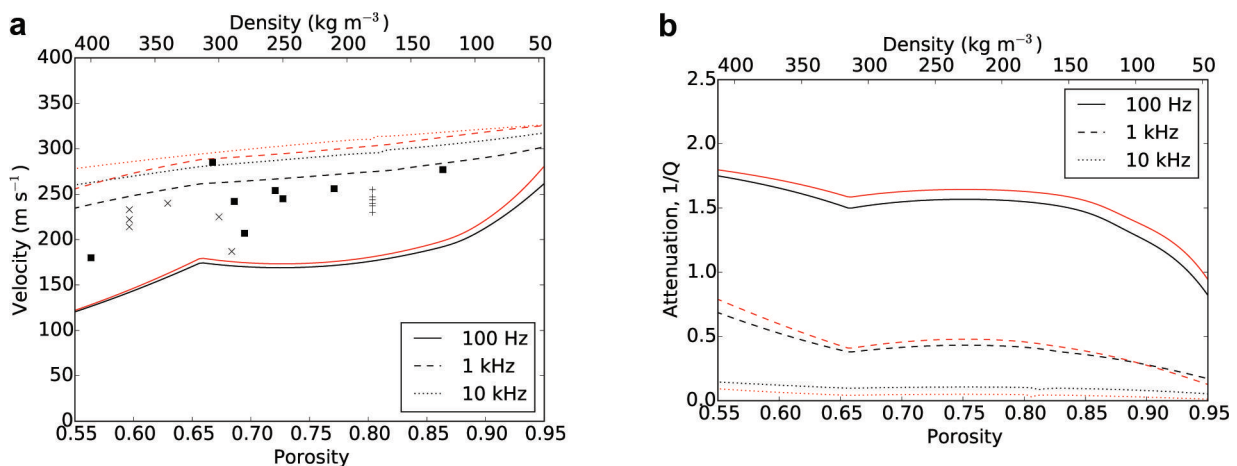 a
Density (kg m⁻³)
400 350 300 250 200 150 100 50
400
350
300
250
200
150
100
50
0
Velocity (m s⁻¹)
100 Hz
1 kHz
10 kHz
0.55 0.60 0.65 0.70 0.75 0.80 0.85 0.90 0.95
Porosity
b
Density (kg m⁻³)
400 350 300 250 200 150 100 50
2.5
2.0
1.5
1.0
0.5
0.0
Attenuation, 1/Q
100 Hz
1 kHz
10 kHz
0.55 0.60 0.65 0.70 0.75 0.80 0.85 0.90 0.95
Porosity